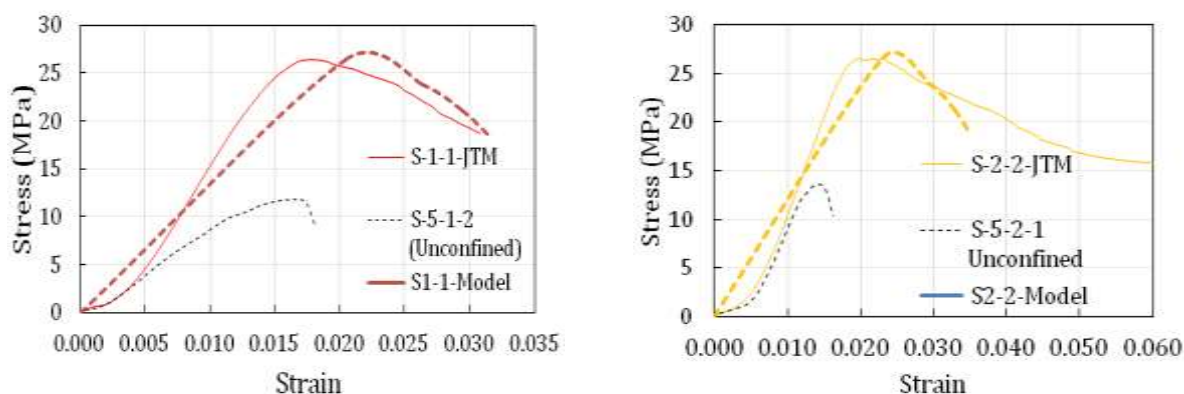 30
25
20
15
10
5
0
Stress (MPa)
S-1-1-JTM
S-5-1-2
(Unconfined)
S1-1-Model
0.000 0.005 0.010 0.015 0.020 0.025 0.030 0.035
Strain
30
25
20
15
10
5
0
Stress (MPa)
S-2-2-JTM
S-5-2-1
Unconfined
S2-2-Model
0.000 0.010 0.020 0.030 0.040 0.050 0.060
Strain